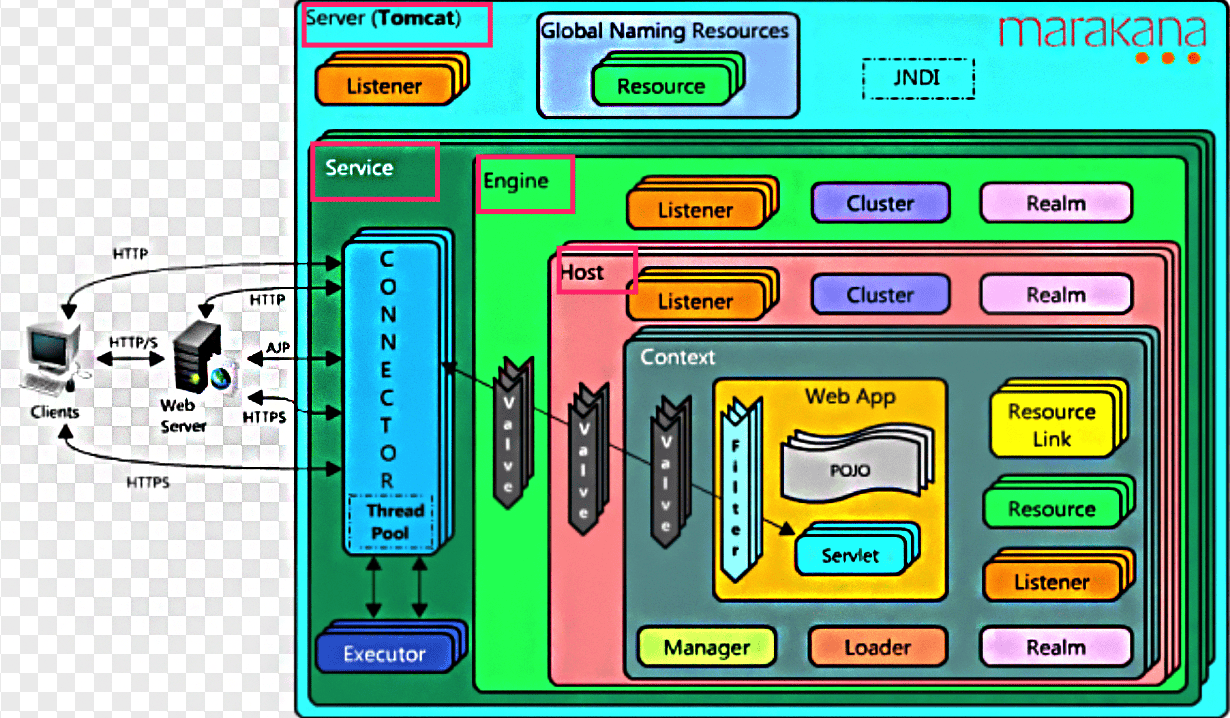 Server (Tomcat)
Global Naming Resources
marakana
Listener
Resource
JNDI
Service
Engine
Listener
Cluster
Realm
Host
Listener
Cluster
Realm
HTTP
HTTP
HTTP/S
AJP
HTTPS
HTTPS
Clients
Web
Server
CONNECTOR
Thread
Pool
Executor
Valve
Valve
Valve
Context
Web App
Filter
POJO
Servlet
Resource
Link
Resource
Listener
Manager
Loader
Realm